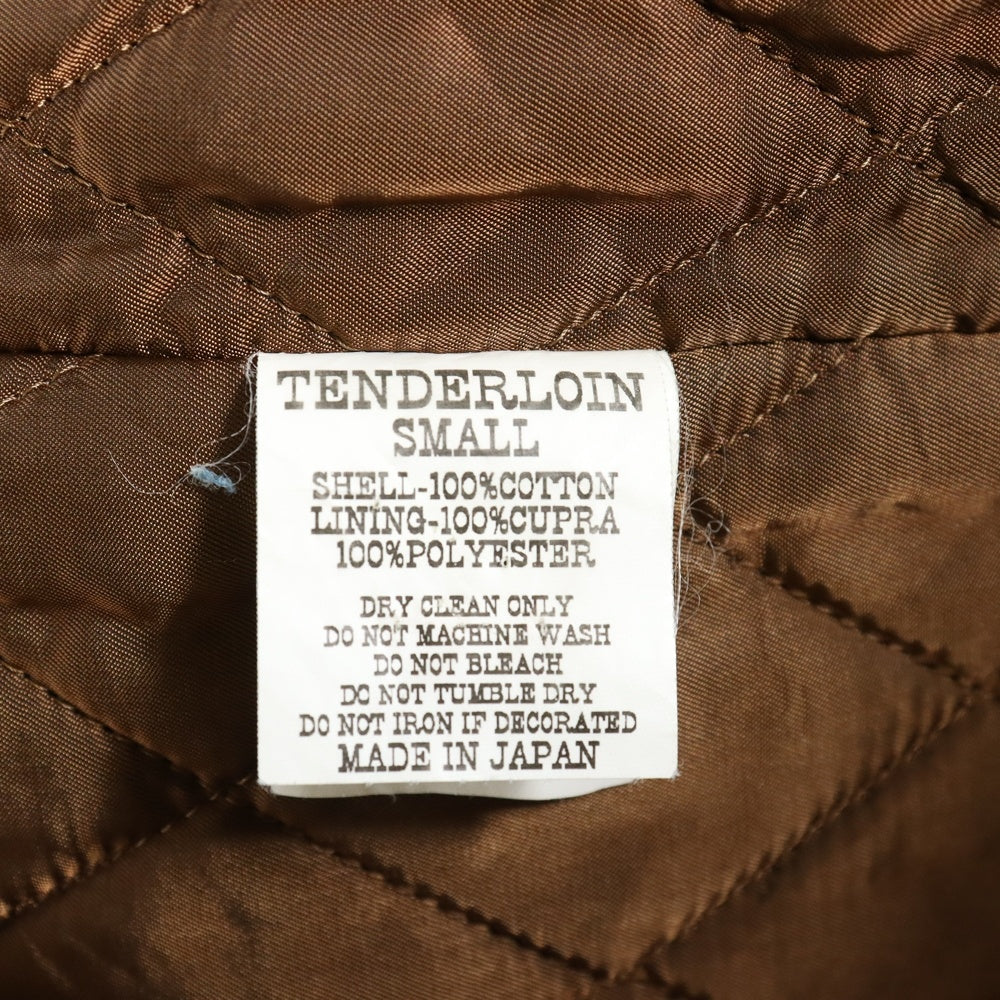 TENDERLOIN
SMALL
SHELL-100%COTTON
LINING-100%CUPRA
100%POLYESTER
DRY CLEAN ONLY
DO NOT MACHINE WASH
DO NOT BLEACH
DO NOT TUMBLE DRY
DO NOT IRON IF DECORATED
MADE IN JAPAN